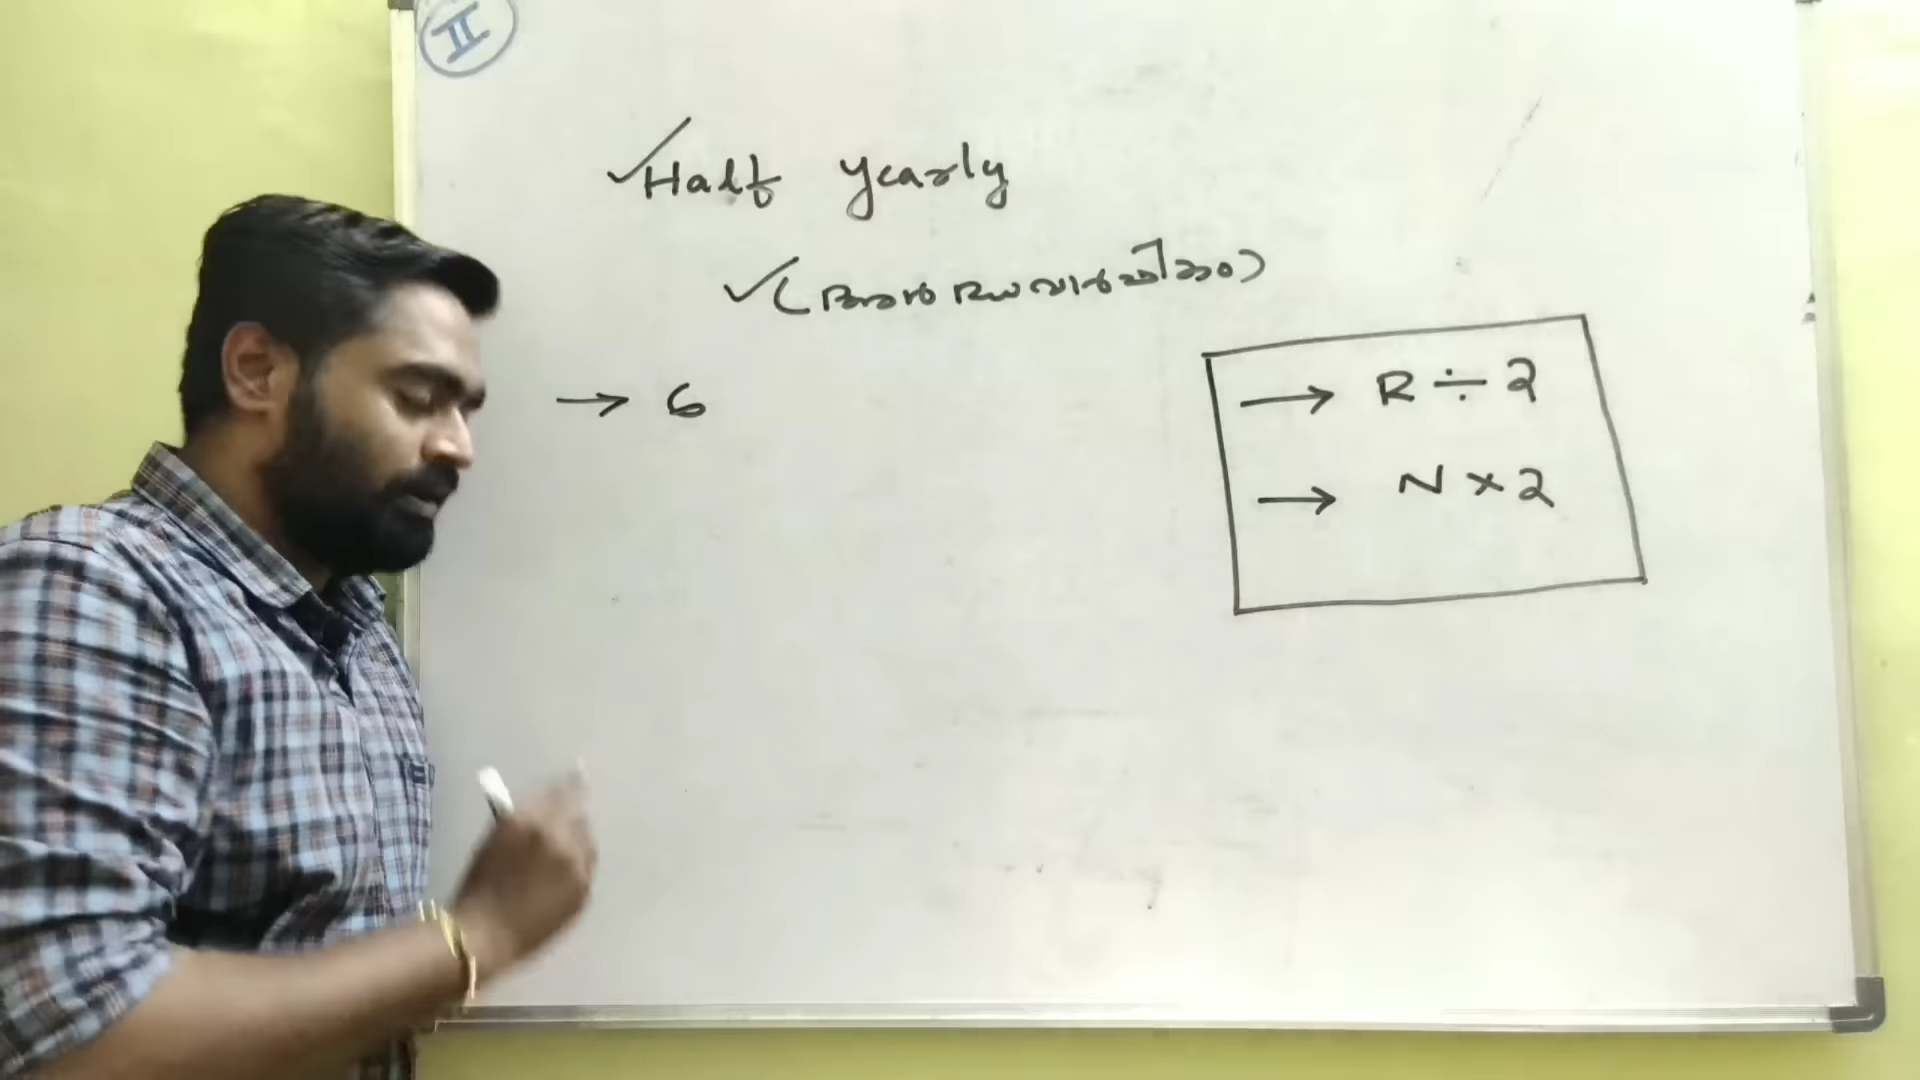 II
✓Half yearly
✓(അർദ്ധവാർഷികം)
→ 6
→ R ÷ 2
→ N × 2